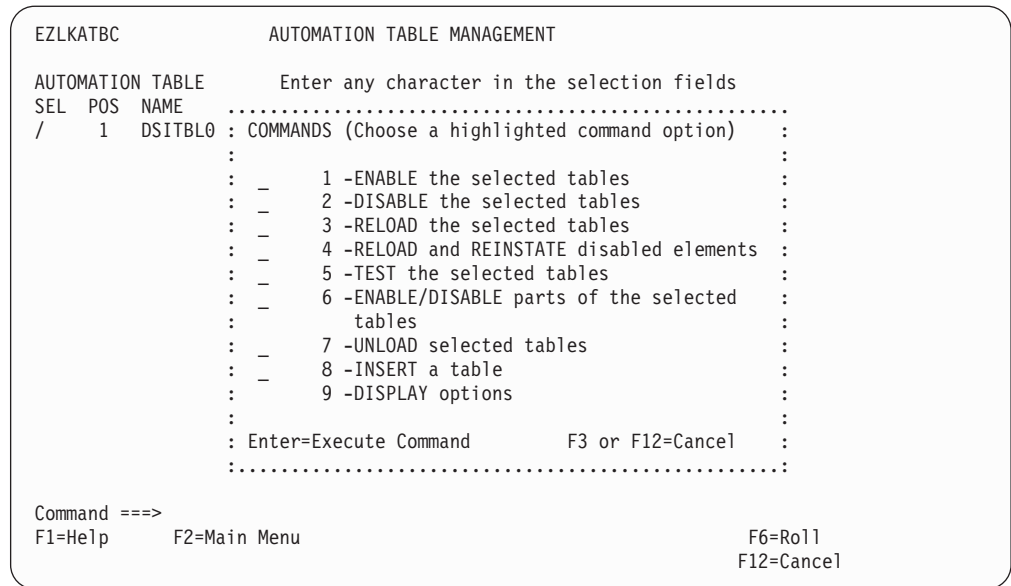 EZLKATBC                 AUTOMATION TABLE MANAGEMENT
AUTOMATION TABLE        Enter any character in the selection fields
SEL  POS  NAME   ....................................................
/     1   DSITBL0 : COMMANDS (Choose a highlighted command option)    :
                  :                                                   :
                  :  _     1 -ENABLE the selected tables              :
                  :  _     2 -DISABLE the selected tables             :
                  :  _     3 -RELOAD the selected tables              :
                  :  _     4 -RELOAD and REINSTATE disabled elements  :
                  :  _     5 -TEST the selected tables                :
                  :  _     6 -ENABLE/DISABLE parts of the selected    :
                  :           tables                                  :
                  :  _     7 -UNLOAD selected tables                  :
                  :  _     8 -INSERT a table                          :
                  :        9 -DISPLAY options                         :
                  :                                                   :
                  : Enter=Execute Command         F3 or F12=Cancel    :
                  :...................................................:
Command ===>
F1=Help      F2=Main Menu                                          F6=Roll
                                                                  F12=Cancel